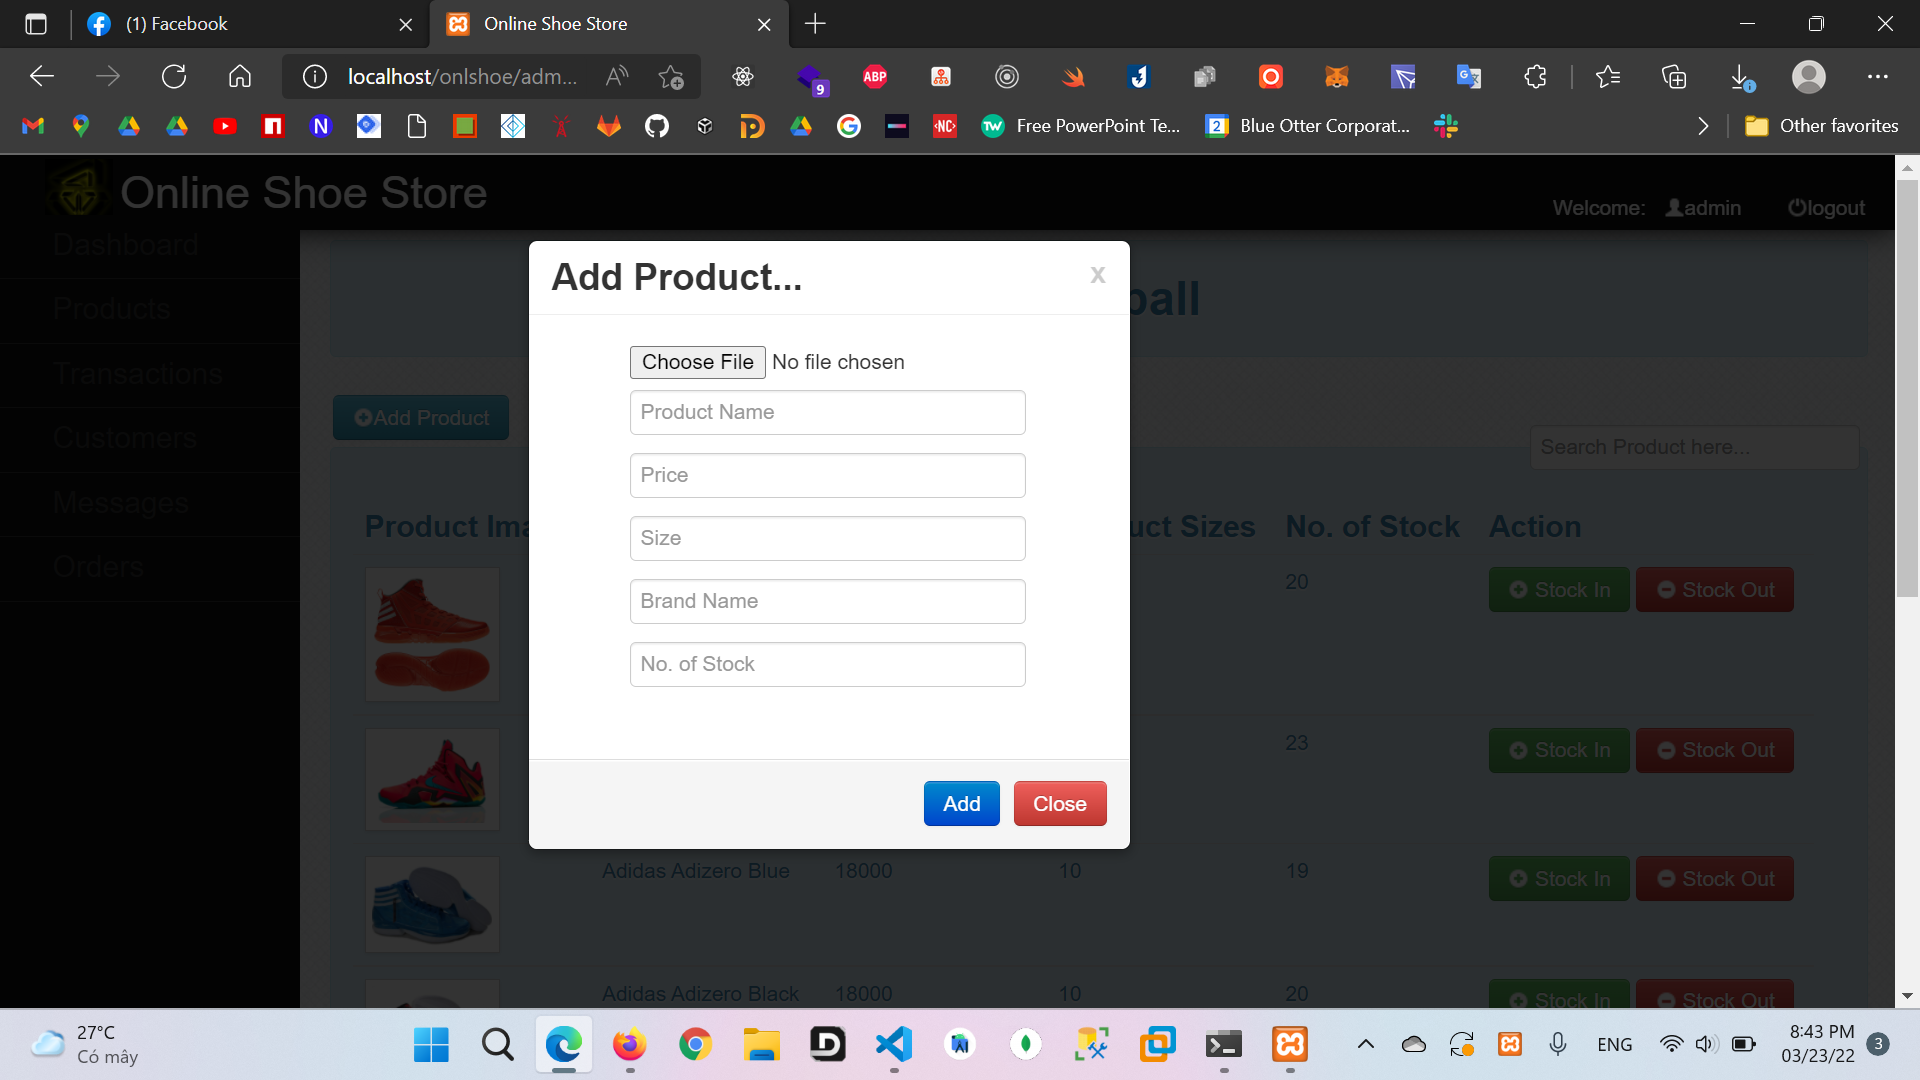 (1) Facebook
Online Shoe Store
localhost/onlshoe/adm...
ABP
9
Free PowerPoint Te...
Blue Otter Corporat...
Other favorites
Online Shoe Store
Welcome: admin logout
Dashboard
Products
Transactions
Customers
Messages
Orders
ball
Add Product
Search Product here...
Product Ima
uct Sizes
No. of Stock
Action
20
Stock In
Stock Out
23
Stock In
Stock Out
Adidas Adizero Blue
18000
10
19
Stock In
Stock Out
Adidas Adizero Black
18000
10
20
Stock In
Stock Out
Add Product...
x
Choose File
No file chosen
Product Name
Price
Size
Brand Name
No. of Stock
Add
Close
27°C
Có mây
ENG
8:43 PM
03/23/22
3